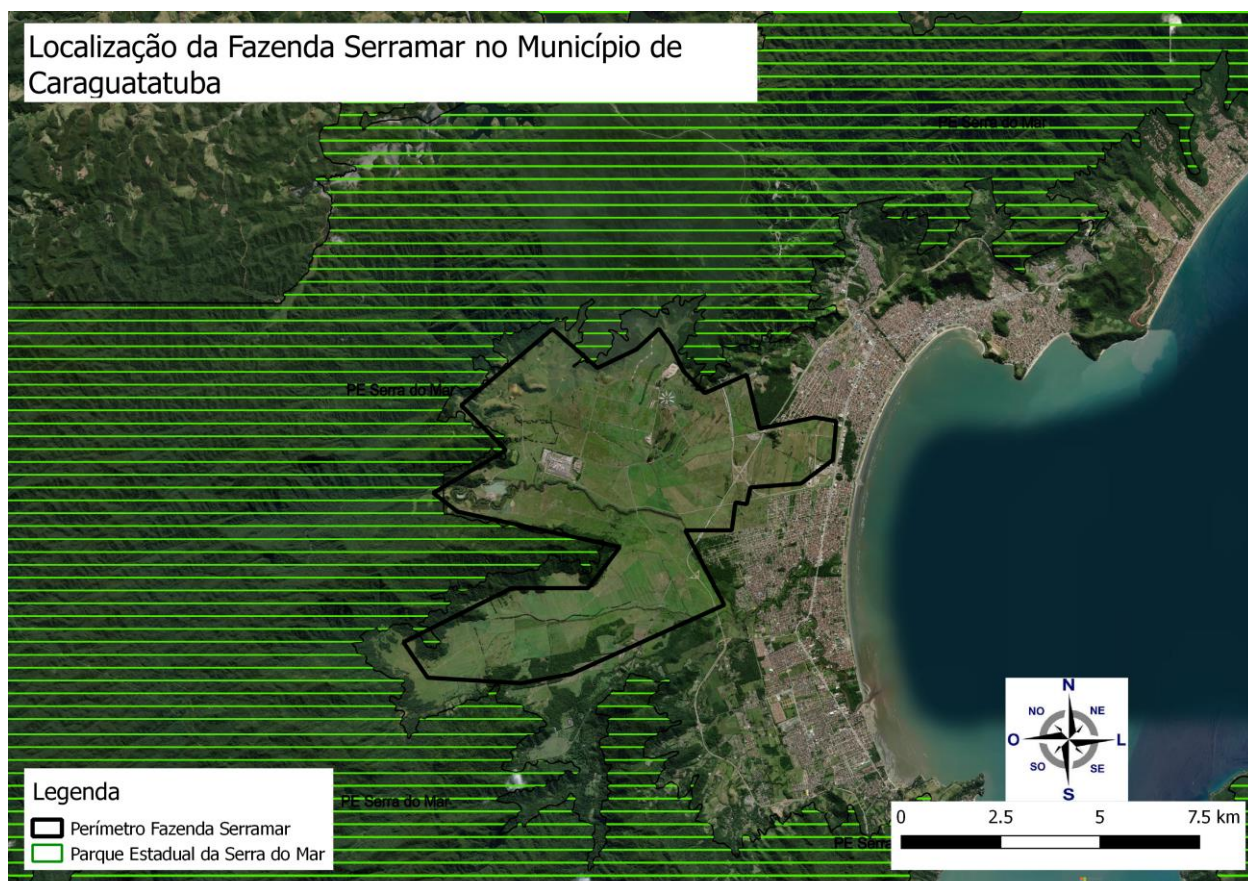 Localização da Fazenda Serramar no Município de
Caraguatatuba
PE Serra do Mar
PE Serra do Mar
N
NO NE
O L
SO SE
S
Legenda
PE Serra do Mar
Perímetro Fazenda Serramar
Parque Estadual da Serra do Mar
0 2.5 5 7.5 km
PE Serra